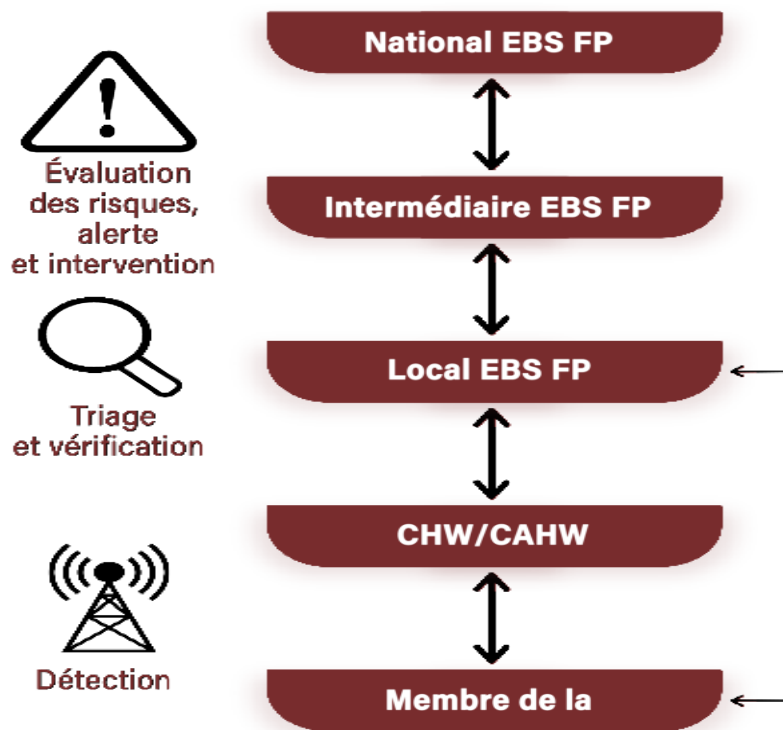 National EBS FP
Évaluation
des risques,
alerte
et intervention
Intermédiaire EBS FP
Local EBS FP
Triage
et vérification
CHW/CAHW
Détection
Membre de la